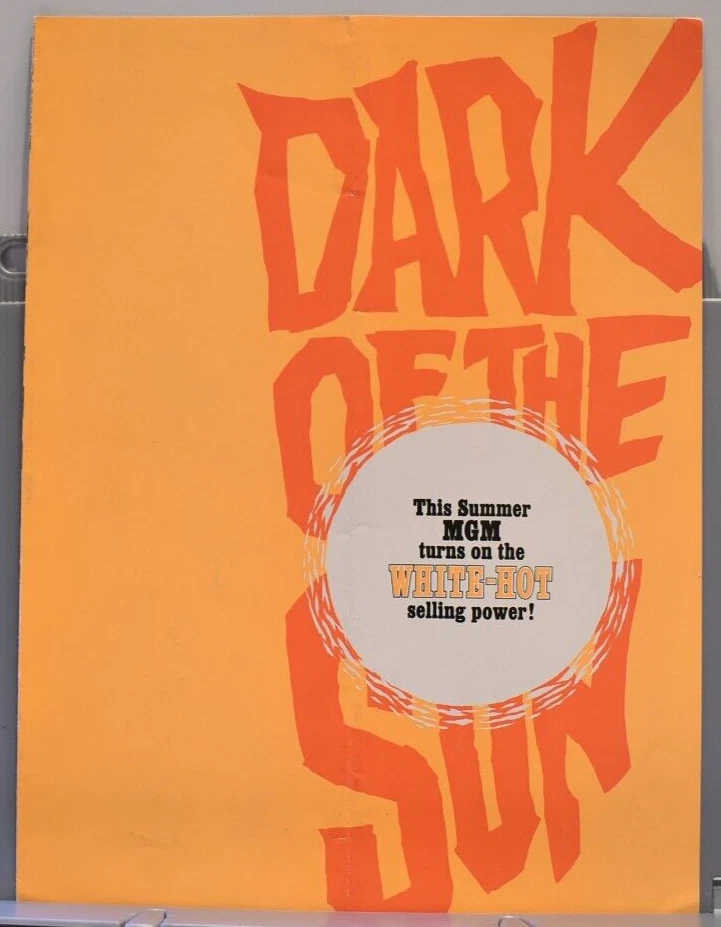 DARK
OF THE
SUN
This Summer
MGM
turns on the
WHITE-HOT
selling power!